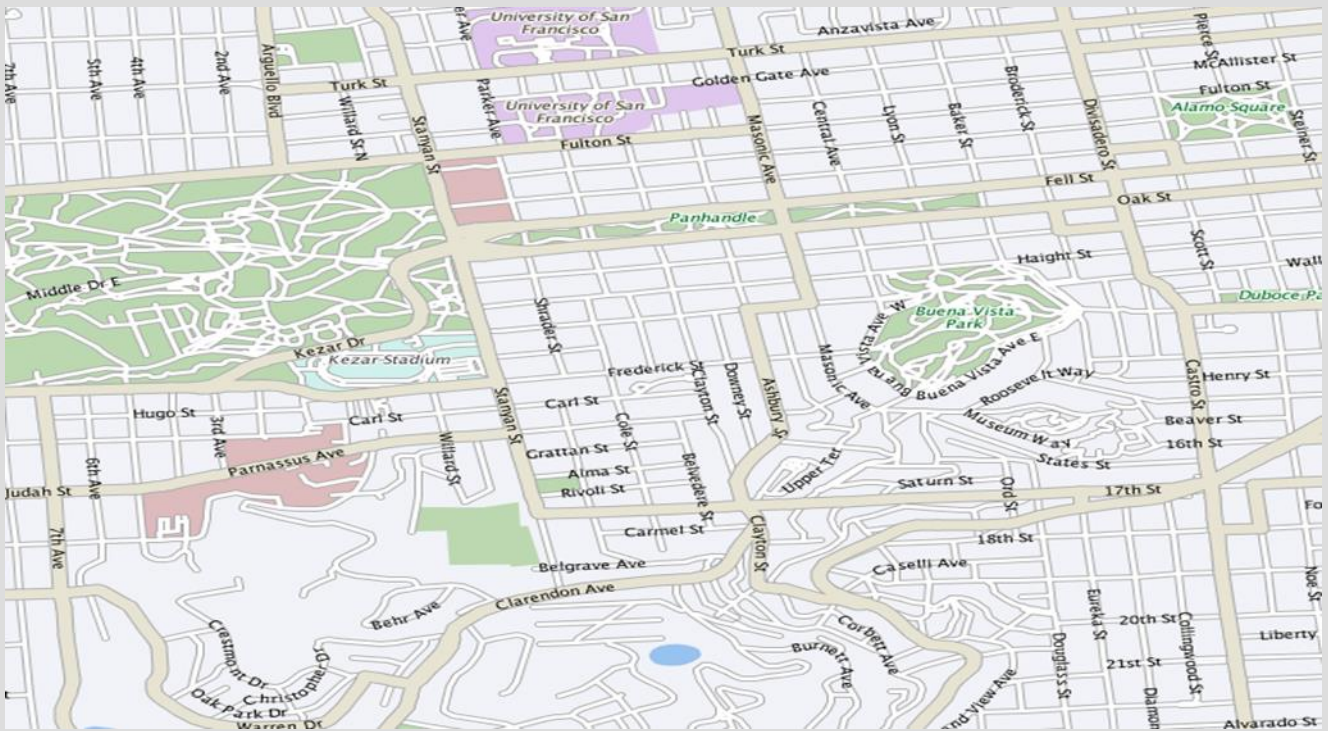 University of San
Francisco
Anzavista Ave
Pierce St
Turk St
McAllister St
7th Ave
5th Ave
4th Ave
2nd Ave
Arguello Blvd
Turk St
Willard St N
Parker Ave
Golden Gate Ave
Fulton St
Alamo Square
Steiner St
University of San
Francisco
Stanyan St
Fulton St
Masonic Ave
Central Ave
Lyon St
Baker St
Broderick St
Divisadero St
Fell St
Oak St
Panhandle
Scott St
Haight St
Middle Dr E
Duboce Pa
Buena Vista
Park
Buena Vista Ave W
Buena Vista Ave E
Shrader St
Kezar Dr
Kezar Stadium
Frederick St
Masonic Ave
Roosevelt Way
Castro St
Henry St
Hugo St
3rd Ave
Carl St
Stanyan St
Carl St
Cole St
Clayton St
Downey St
Ashbury St
Museum Way
Beaver St
16th St
States St
Parnassus Ave
Willard St
Grattan St
Alma St
Rivoli St
Belvedere St
Upper Ter
Saturn St
Ord St
17th St
Judah St
6th Ave
7th Ave
Carmel St
Clayton St
18th St
Belgrave Ave
Clarendon Ave
Caselli Ave
Noe St
Behr Ave
Crestmont Dr
Christopher Dr
Oak Park Dr
Warren Dr
Corbett Ave
Burnett Ave
Eureka St
20th St
Collingwood St
Liberty
Douglass St
21st St
Diamon
nd View Ave
Alvarado St